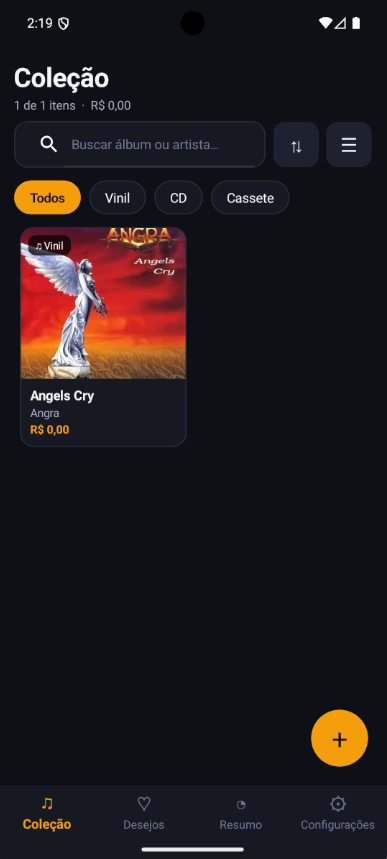 2:19
Coleção
1 de 1 itens · R$ 0,00
Buscar álbum ou artista...
Todos
Vinil
CD
Cassete
♫ Vinil
ANGRA
Angels
Cry
Angels Cry
Angra
R$ 0,00
+
Coleção
Desejos
Resumo
Configurações